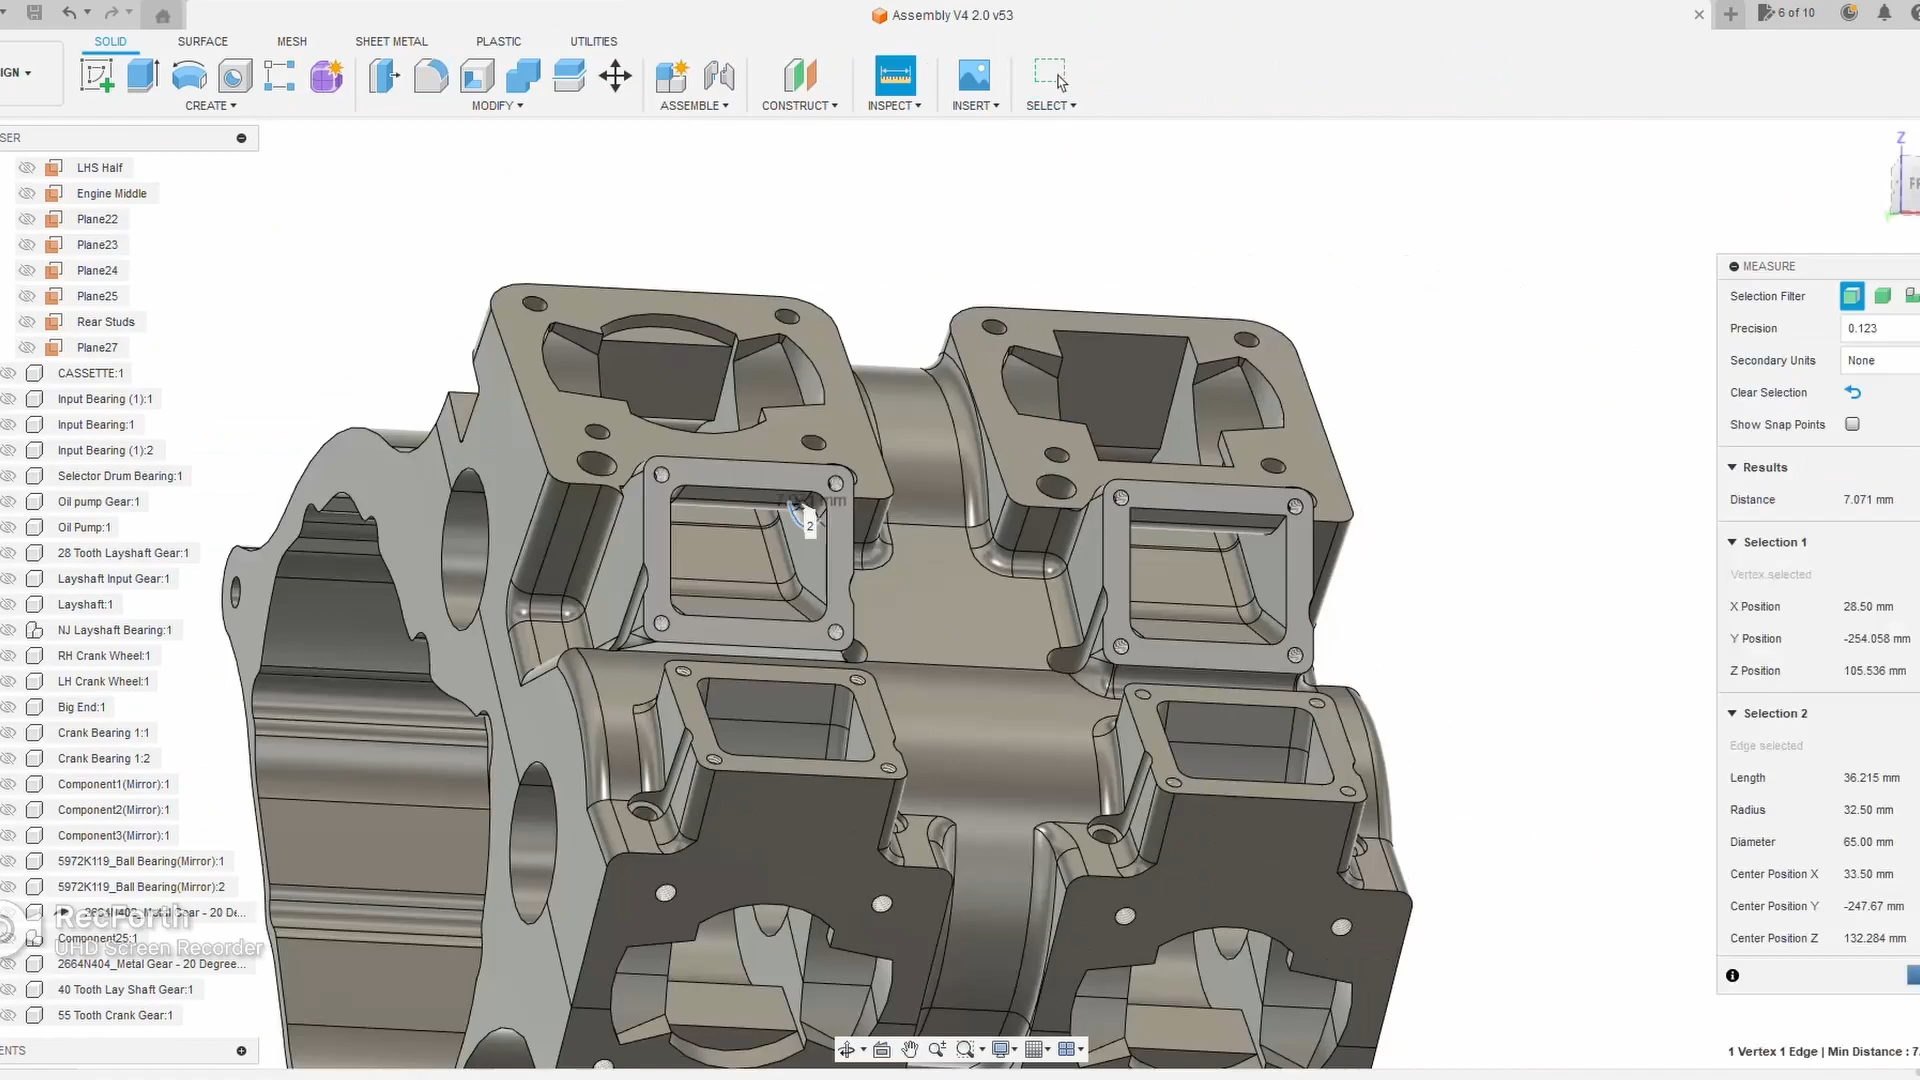 Assembly V4 2.0 v53
6 of 10
SOLID
SURFACE
MESH
SHEET METAL
PLASTIC
UTILITIES
IGN
CREATE
MODIFY
ASSEMBLE
CONSTRUCT
INSPECT
INSERT
SELECT
SER
LHS Half
Engine Middle
Plane22
Plane23
Plane24
Plane25
Rear Studs
Plane27
CASSETTE:1
Input Bearing (1):1
Input Bearing:1
Input Bearing (1):2
Selector Drum Bearing:1
Oil pump Gear:1
Oil Pump:1
28 Tooth Layshaft Gear:1
Layshaft Input Gear:1
Layshaft:1
NJ Layshaft Bearing:1
RH Crank Wheel:1
LH Crank Wheel:1
Big End:1
Crank Bearing 1:1
Crank Bearing 1:2
Component1(Mirror):1
Component2(Mirror):1
Component3(Mirror):1
5972K119_Ball Bearing(Mirror):1
5972K119_Ball Bearing(Mirror):2
RecForth
UHD Screen Recorder
Component25:1
2664N404_Metal Gear - 20 Degree...
40 Tooth Lay Shaft Gear:1
55 Tooth Crank Gear:1
ENTS
2
Z
FR
MEASURE
Selection Filter
Precision 0.123
Secondary Units None
Clear Selection
Show Snap Points
Results
Distance 7.071 mm
Selection 1
Vertex selected
X Position 28.50 mm
Y Position -254.058 mm
Z Position 105.536 mm
Selection 2
Edge selected
Length 36.215 mm
Radius 32.50 mm
Diameter 65.00 mm
Center Position X 33.50 mm
Center Position Y -247.67 mm
Center Position Z 132.284 mm
1 Vertex 1 Edge | Min Distance : 7.